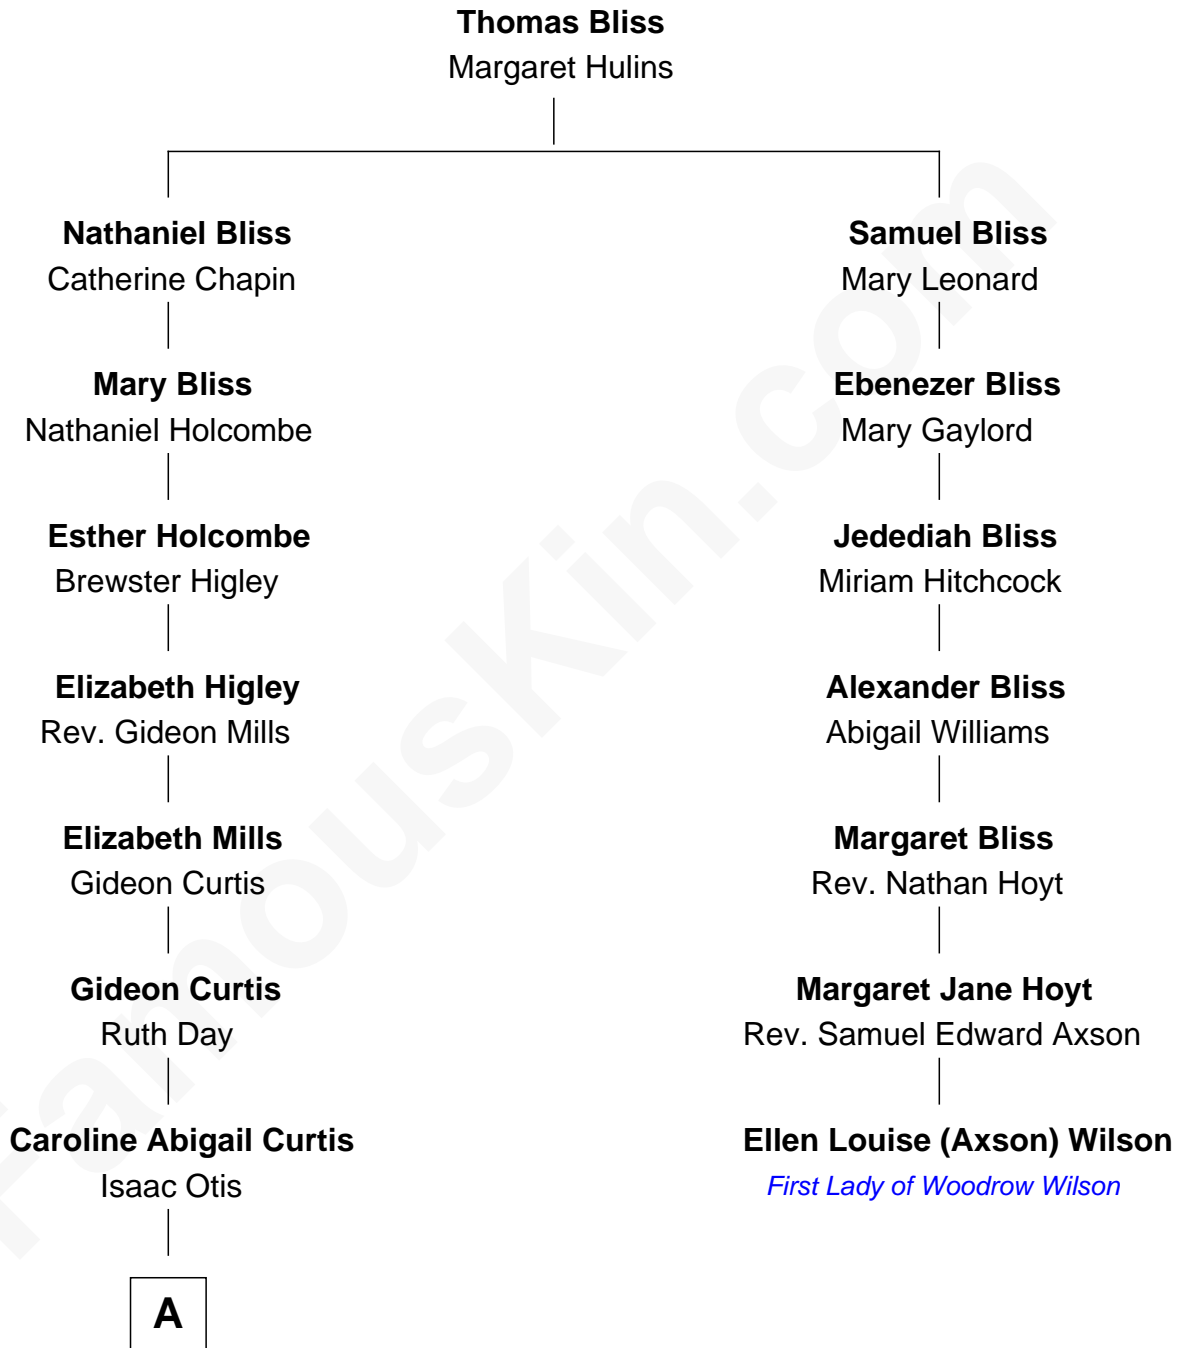 Thomas Bliss
Margaret Hulins
Nathaniel Bliss
Catherine Chapin
Samuel Bliss
Mary Leonard
Mary Bliss
Nathaniel Holcombe
Ebenezer Bliss
Mary Gaylord
Esther Holcombe
Brewster Higley
Jedediah Bliss
Miriam Hitchcock
Elizabeth Higley
Rev. Gideon Mills
Alexander Bliss
Abigail Williams
Elizabeth Mills
Gideon Curtis
Margaret Bliss
Rev. Nathan Hoyt
Gideon Curtis
Ruth Day
Margaret Jane Hoyt
Rev. Samuel Edward Axson
Caroline Abigail Curtis
Isaac Otis
Ellen Louise (Axson) Wilson
First Lady of Woodrow Wilson
A
FamousKin.com